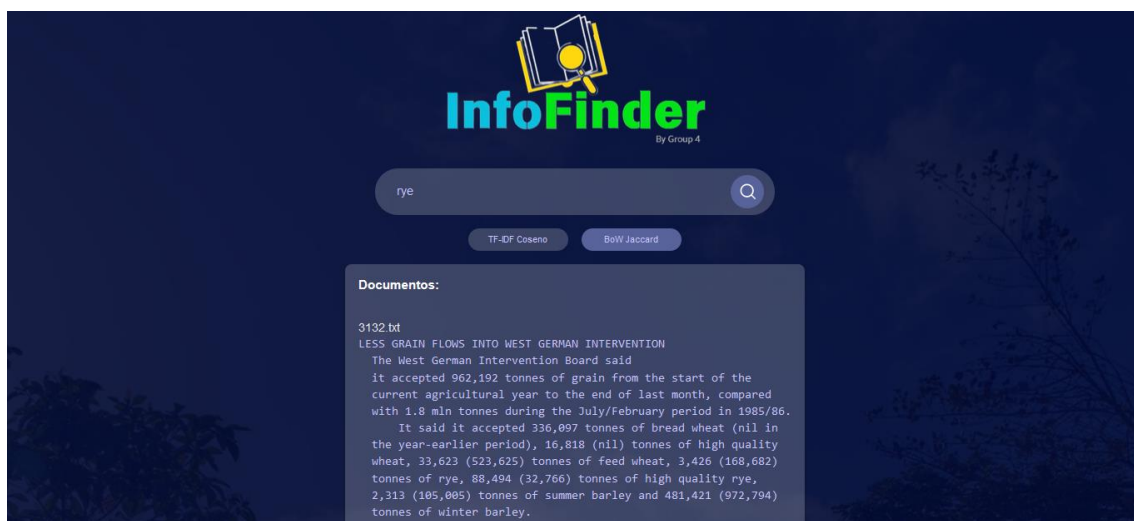 InfoFinder
By Group 4
rye
TF-IDF Coseno
BoW Jaccard
Documentos:
3132.txt
LESS GRAIN FLOWS INTO WEST GERMAN INTERVENTION
The West German Intervention Board said
it accepted 962,192 tonnes of grain from the start of the
current agricultural year to the end of last month, compared
with 1.8 mln tonnes during the July/February period in 1985/86.
It said it accepted 336,097 tonnes of bread wheat (nil in
the year-earlier period), 16,818 (nil) tonnes of high quality
wheat, 33,623 (523,625) tonnes of feed wheat, 3,426 (168,682)
tonnes of rye, 88,494 (32,766) tonnes of high quality rye,
2,313 (105,005) tonnes of summer barley and 481,421 (972,794)
tonnes of winter barley.